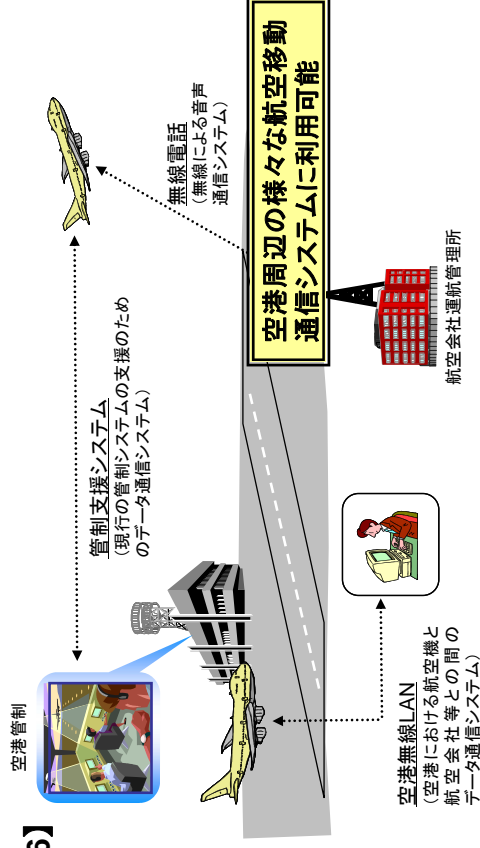 6】
空港管制
管制支援システム
(現行の管制システムの支援のため
のデータ通信システム)
無線電話
(無線による音声
通信システム)
空港周辺の様々な航空移動
通信システムに利用可能
空港無線LAN
(空港における航空機と
航空会社等との間の
データ通信システム)
航空会社運航管理所